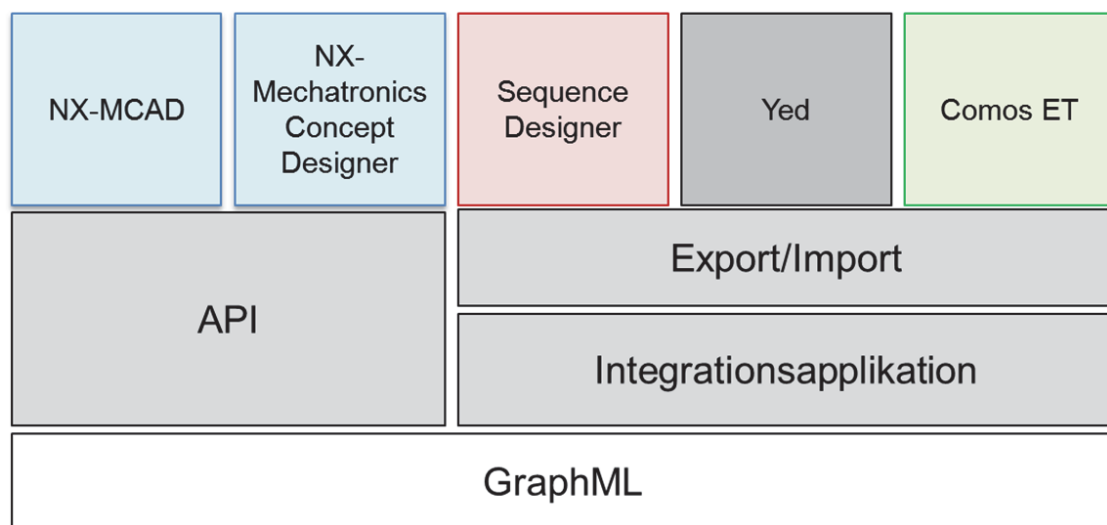 NX-MCAD
NX-
Mechatronics
Concept
Designer
Sequence
Designer
Yed
Comos ET
API
Export/Import
Integrationsapplikation
GraphML